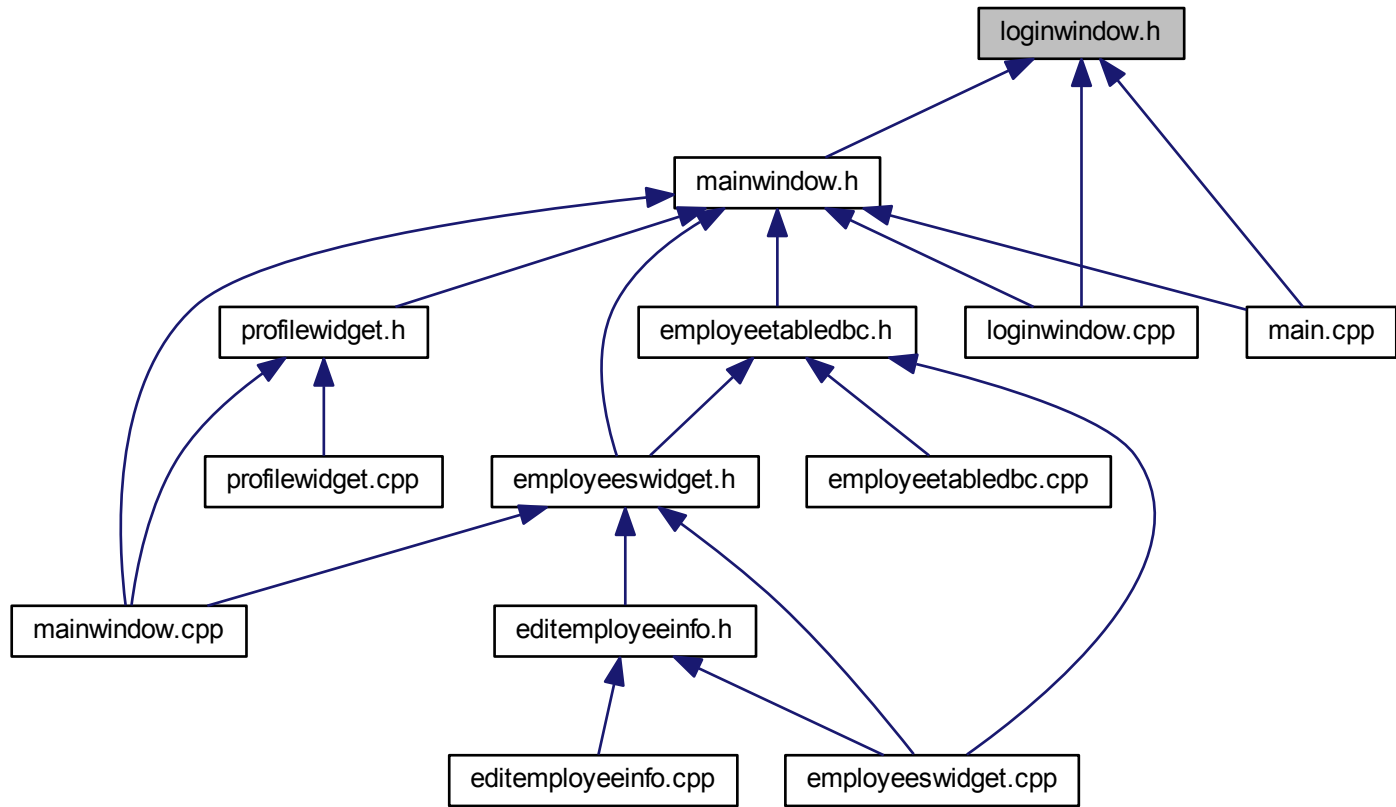 loginwindow.h
mainwindow.h
profilewidget.h
employeetabledbc.h
loginwindow.cpp
main.cpp
profilewidget.cpp
employeeswidget.h
employeetabledbc.cpp
mainwindow.cpp
editemployeeinfo.h
editemployeeinfo.cpp
employeeswidget.cpp